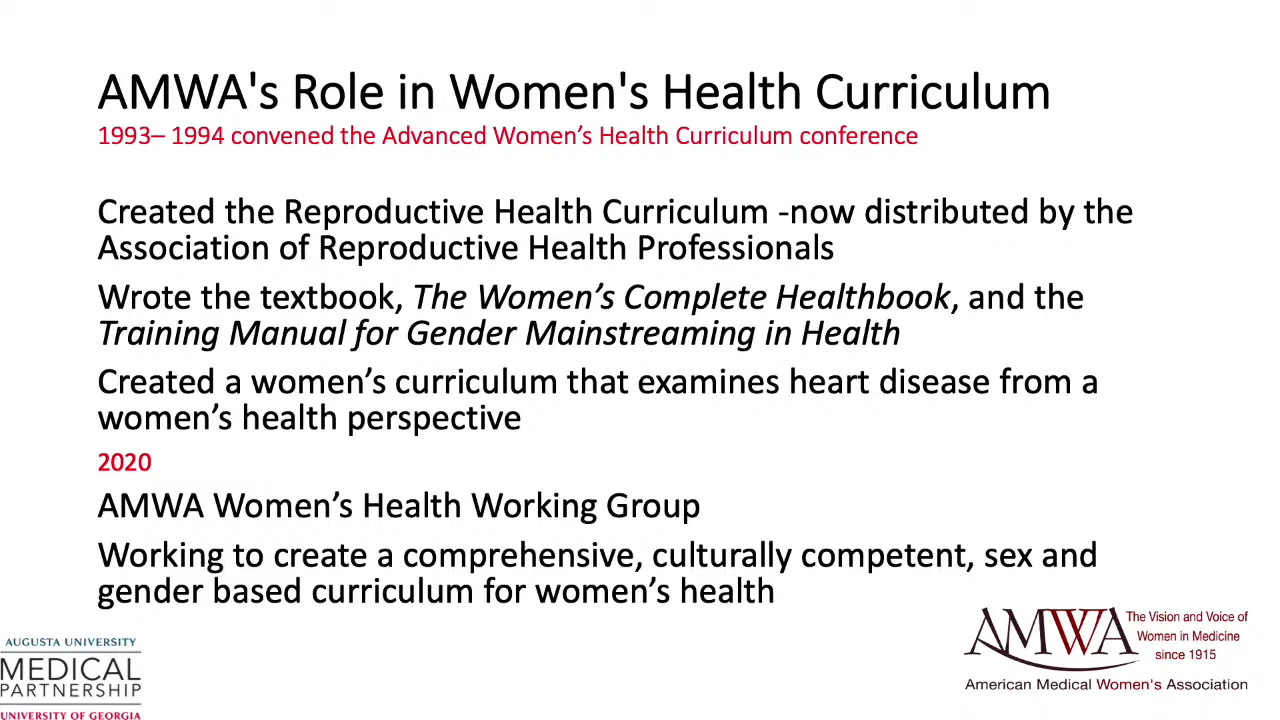 AMWA's Role in Women's Health Curriculum
1993– 1994 convened the Advanced Women’s Health Curriculum conference
Created the Reproductive Health Curriculum -now distributed by the
Association of Reproductive Health Professionals
Wrote the textbook, The Women’s Complete Healthbook, and the
Training Manual for Gender Mainstreaming in Health
Created a women’s curriculum that examines heart disease from a
women’s health perspective
2020
AMWA Women’s Health Working Group
Working to create a comprehensive, culturally competent, sex and
gender based curriculum for women’s health
AUGUSTA UNIVERSITY
MEDICAL
PARTNERSHIP
UNIVERSITY OF GEORGIA
AMWA
The Vision and Voice of
Women in Medicine
since 1915
American Medical Women's Association